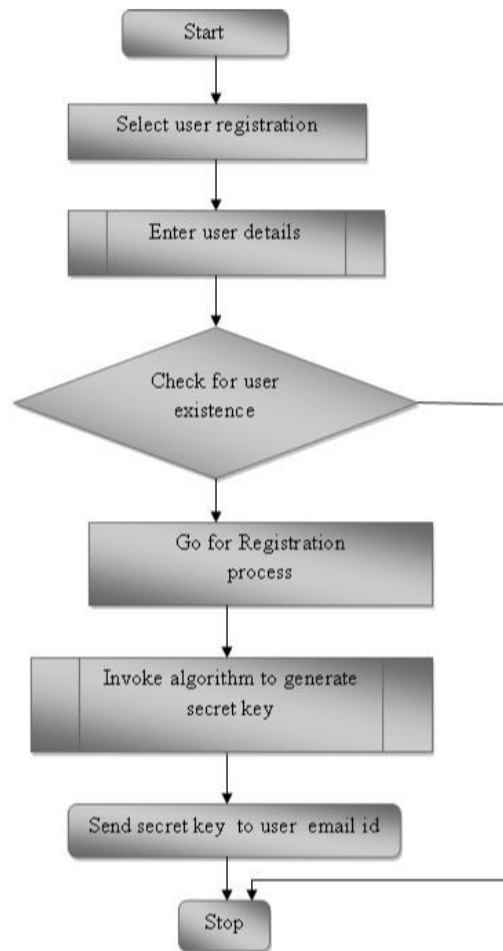 Start
Select user registration
Enter user details
Check for user
existence
Go for Registration
process
Invoke algorithm to generate
secret key
Send secret key to user email id
Stop